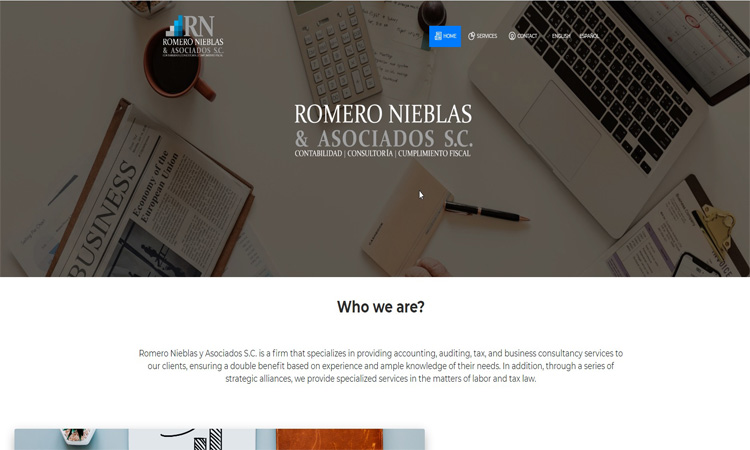 RN
ROMERO NIEBLAS
& ASOCIADOS S.C.
HOME
SERVICES
CONTACT
ENGLISH
ESPAÑOL
ROMERO NIEBLAS
& ASOCIADOS S.C.
CONTABILIDAD | CONSULTORÍA | CUMPLIMIENTO FISCAL
BUSINESS
Economy of the
European Union
Who we are?
Romero Nieblas y Asociados S.C. is a firm that specializes in providing accounting, auditing, tax, and business consultancy services to
our clients, ensuring a double benefit based on experience and ample knowledge of their needs. In addition, through a series of
strategic alliances, we provide specialized services in the matters of labor and tax law.